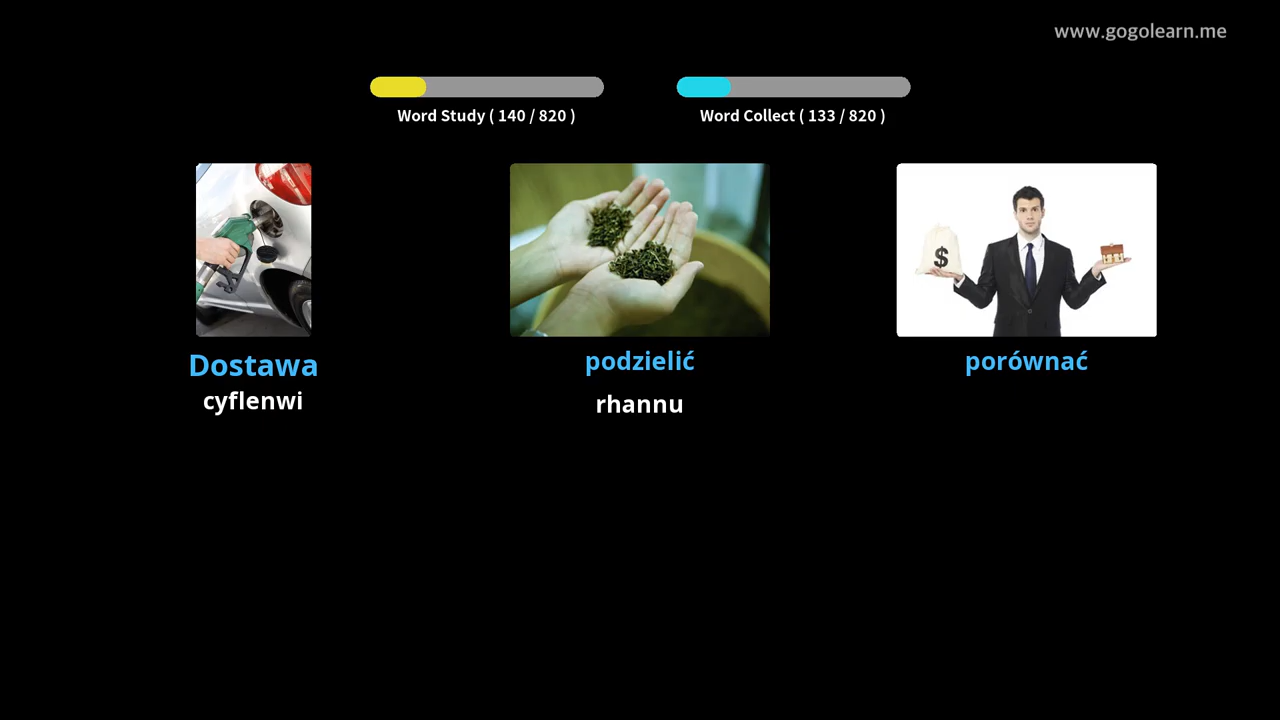 www.gogolearn.me
Word Study ( 140 / 820 )
Word Collect ( 133 / 820 )
$
Dostawa
cyflenwi
podzielić
rhannu
porównać